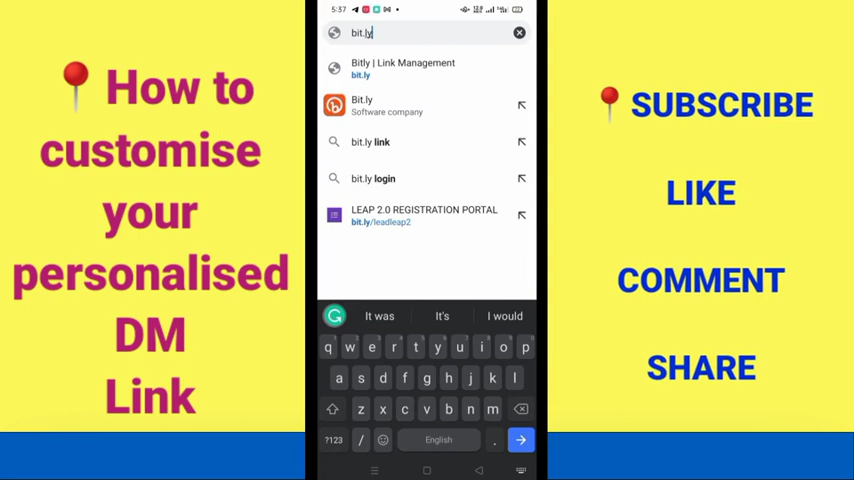 How to
customise
your
personalised
DM
Link
5:37
bit.ly
Bitly | Link Management
bit.ly
Bit.ly
Software company
bit.ly link
bit.ly login
LEAP 2.0 REGISTRATION PORTAL
bit.ly/leadleap2
It was It's I would
q w e r t y u i o p
a s d f g h j k l
z x c v b n m
?123 / English .
SUBSCRIBE
LIKE
COMMENT
SHARE